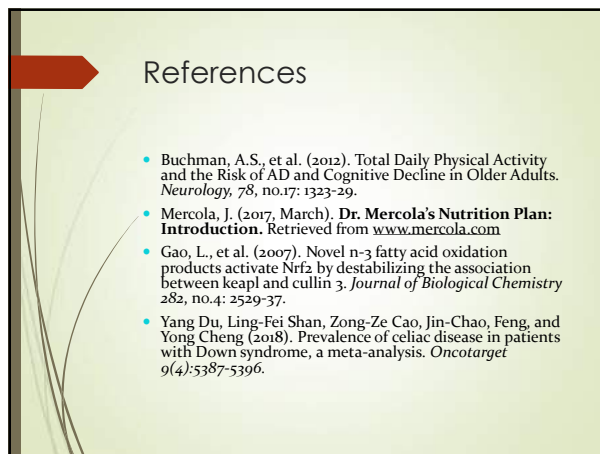 References
• Buchman, A.S., et al. (2012). Total Daily Physical Activity
and the Risk of AD and Cognitive Decline in Older Adults.
Neurology, 78, no.17: 1323-29.
• Mercola, J. (2017, March). Dr. Mercola's Nutrition Plan:
Introduction. Retrieved from www.mercola.com
• Gao, L., et al. (2007). Novel n-3 fatty acid oxidation
products activate Nrf2 by destabilizing the association
between keapl and cullin 3. Journal of Biological Chemistry
282, no.4: 2529-37.
• Yang Du, Ling-Fei Shan, Zong-Ze Cao, Jin-Chao, Feng, and
Yong Cheng (2018). Prevalence of celiac disease in patients
with Down syndrome, a meta-analysis. Oncotarget
9(4):5387-5396.